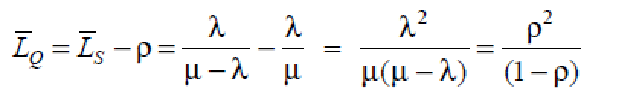 L̅_Q = L̅_S − ρ = λ/(μ − λ) − λ/μ = λ²/(μ(μ − λ)) = ρ²/(1 − ρ)